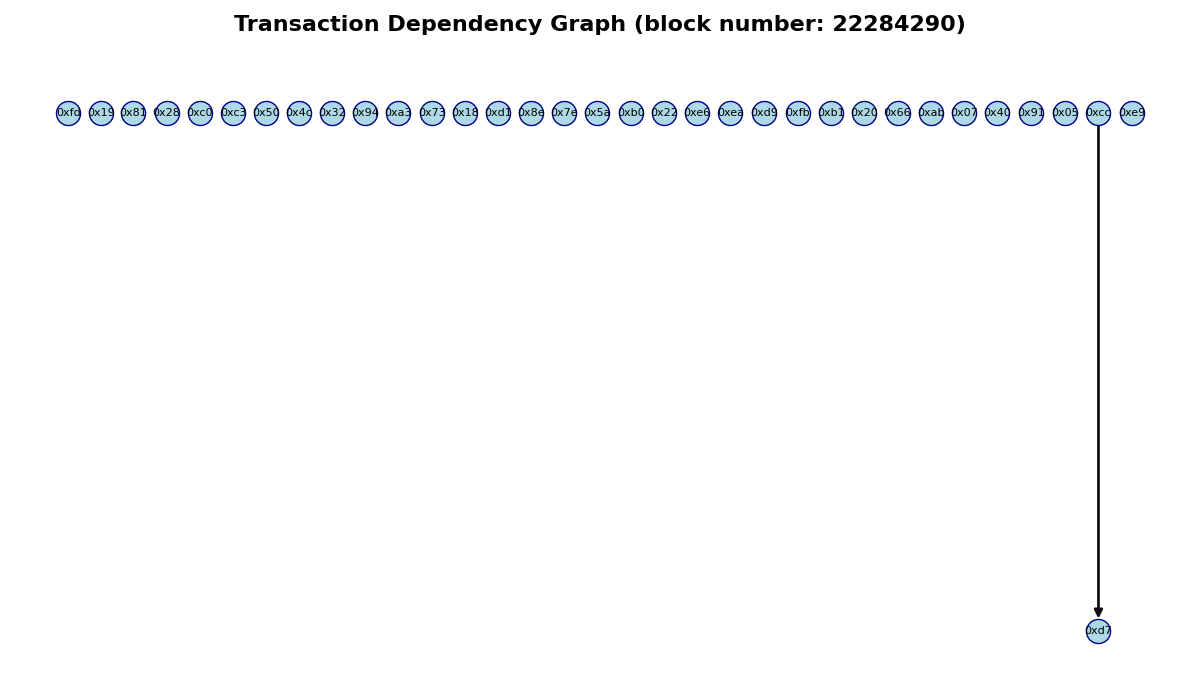 Transaction Dependency Graph (block number: 22284290)
0xfd 0x19 0x81 0x28 0xc0 0xc3 0x50 0x4c 0x32 0x94 0xa3 0x73 0x18 0xd1 0x8e 0x7e 0x5a 0xb0 0x22 0xe6 0xea 0xd9 0xfb 0xb1 0x20 0x66 0xab 0x07 0x40 0x91 0x05 0xcc 0xe9
0xd7